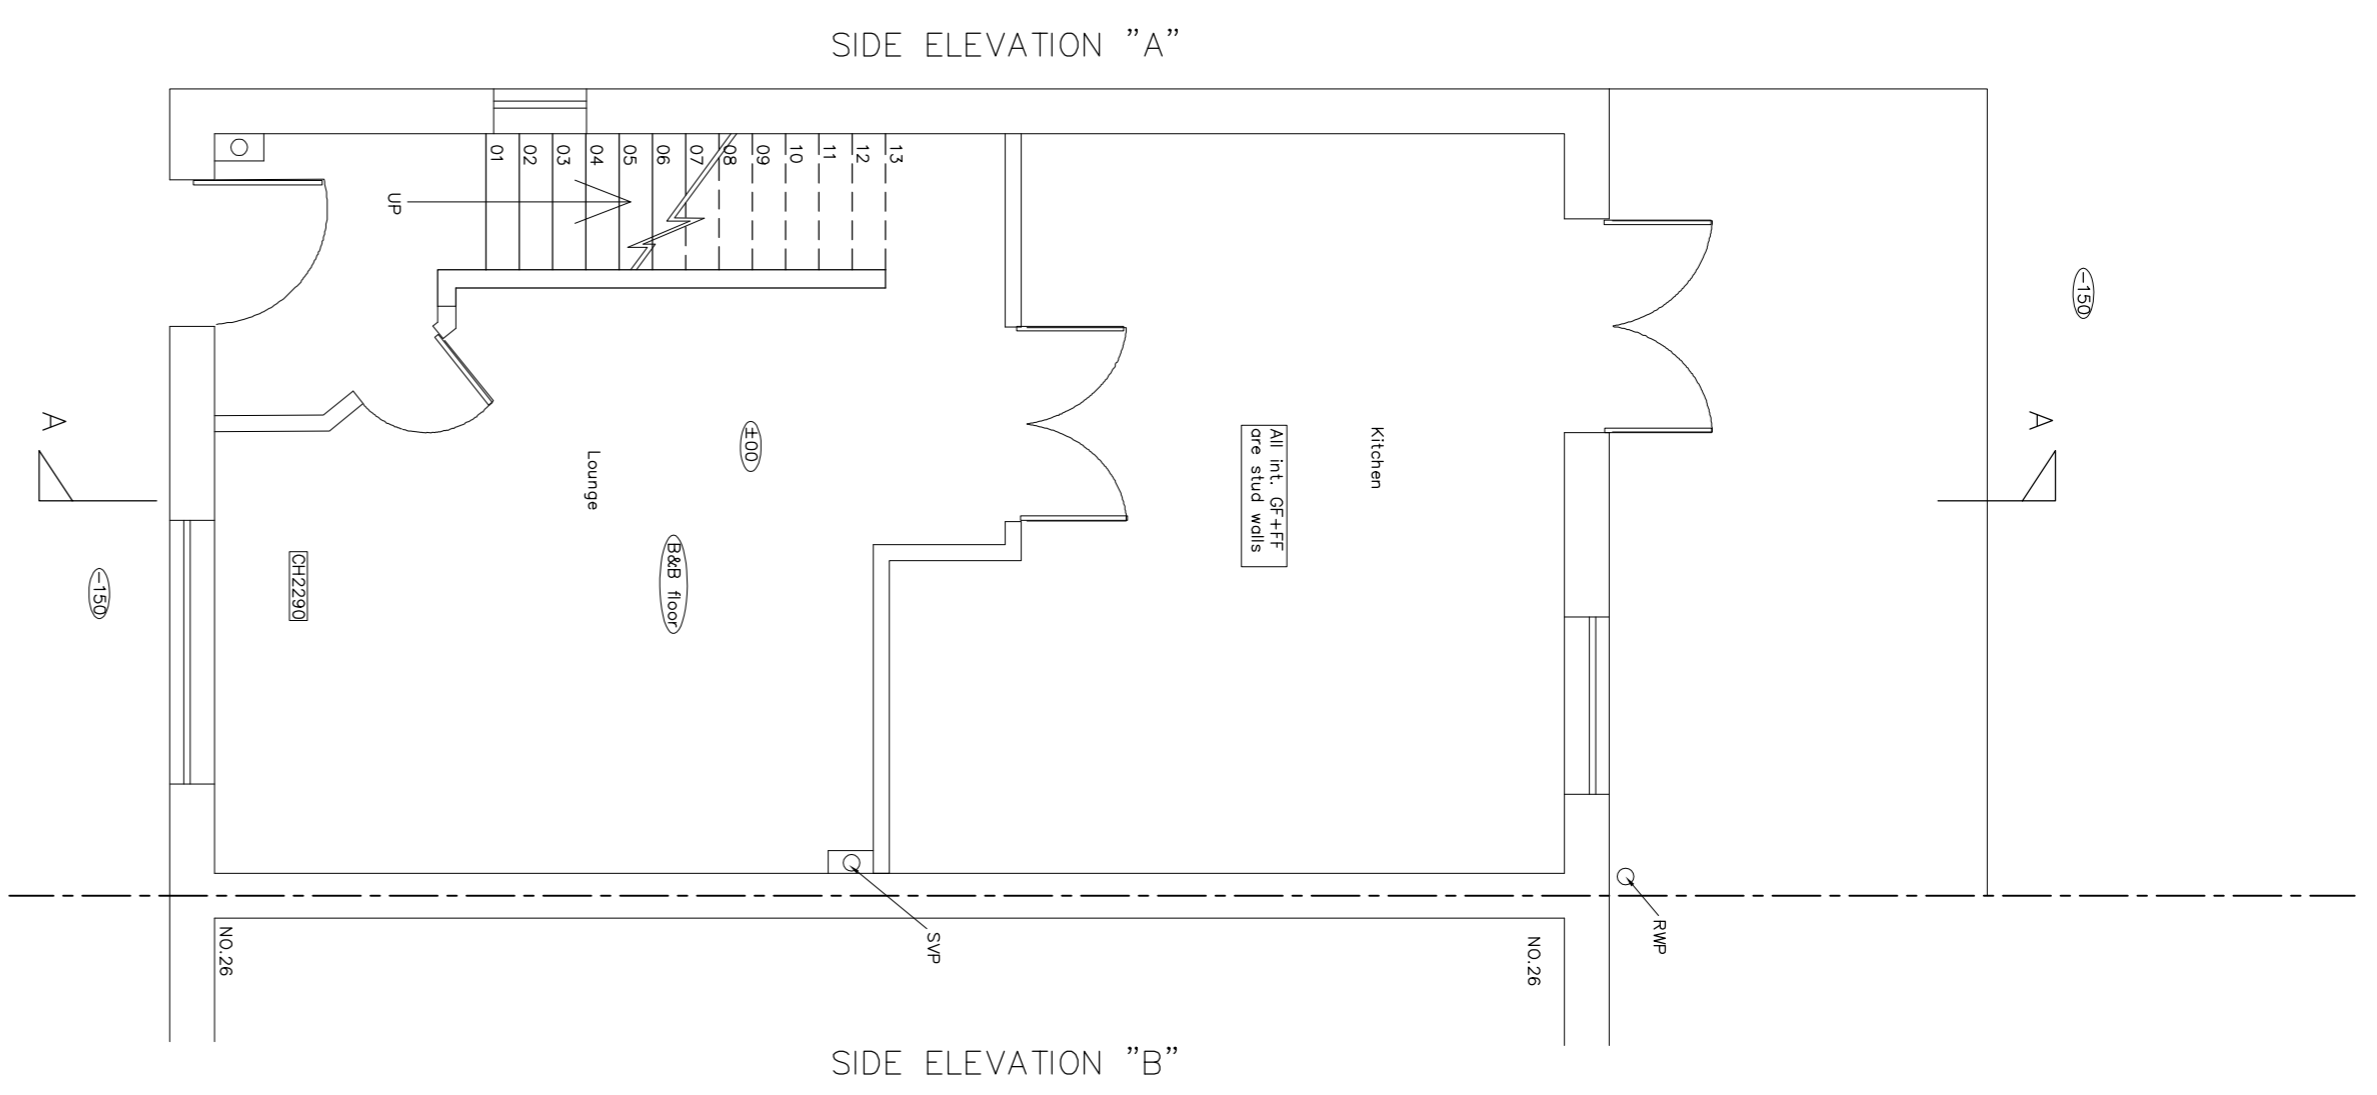 SIDE ELEVATION "A"
01
02
03
04
05
06
07
08
09
10
11
12
13
UP
-150
A
A
±00
Lounge
Kitchen
All int. GF+FF
are stud walls
B&B floor
CH2290
-150
SVP
RWP
NO.26
NO.26
SIDE ELEVATION "B"